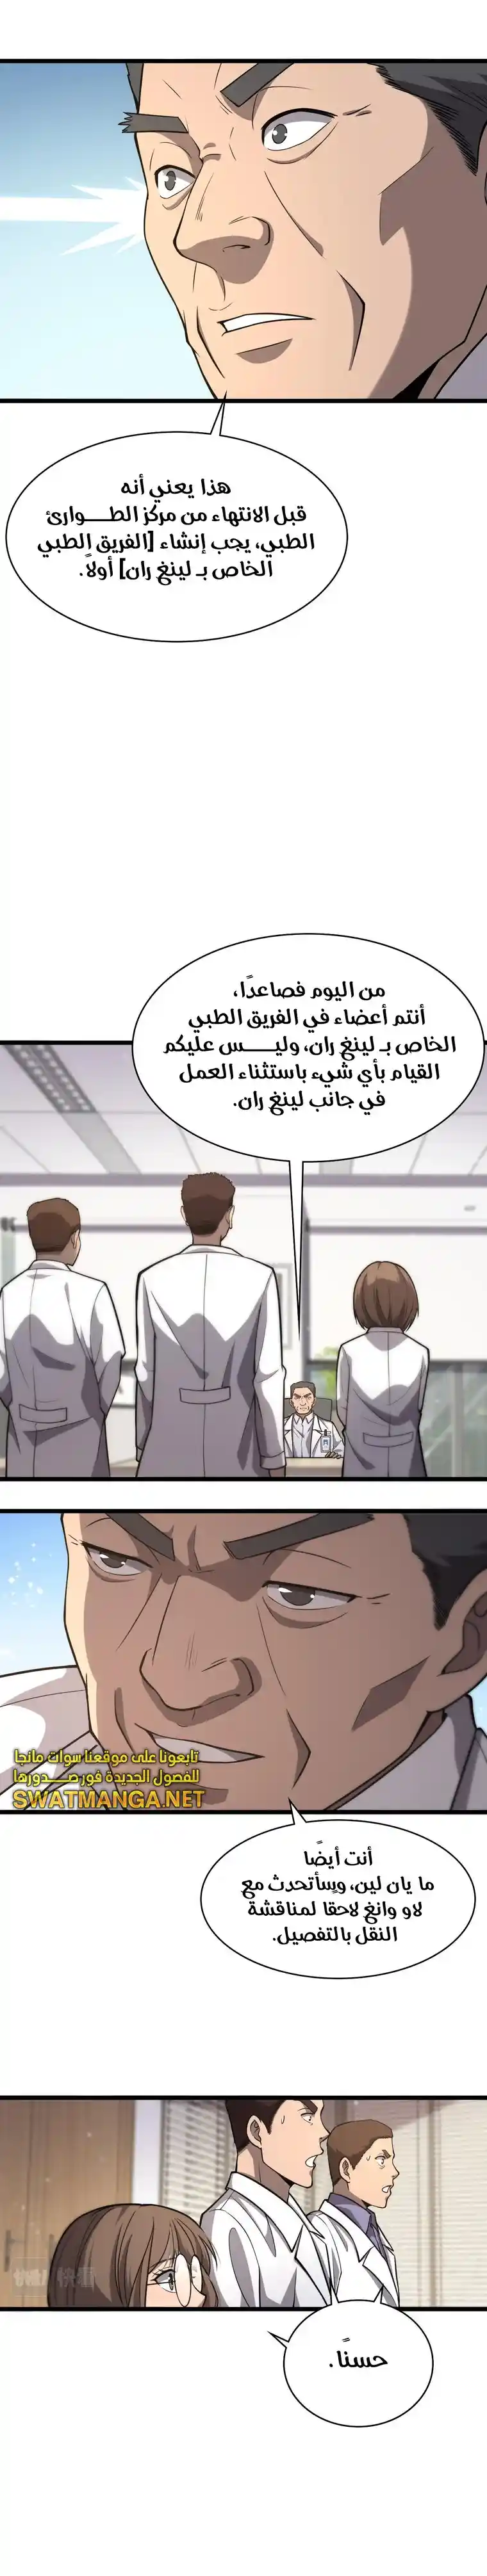 هذا يعني أنه
قبل الانتهاء من مركز الطـــوارئ
الطبي، يجب إنشاء [الفريق الطبي
الخاص بـ لينغ ران] أولاً.
من اليوم فصاعدًا،
أنتم أعضاء في الفريق الطبي
الخاص بـ لينغ ران، وليـــس عليكم
القيام بأي شيء باستثناء العمل
في جانب لينغ ران.
تابعونا على موقعنا سوات مانجا
للفصول الجديدة فور صـــدورها
SWATMANGA.NET
أنت أيضًا
ما يان لين، وسأتحدث مع
لاو وانغ لاحقًا لمناقشة
النقل بالتفصيل.
حسنًا.